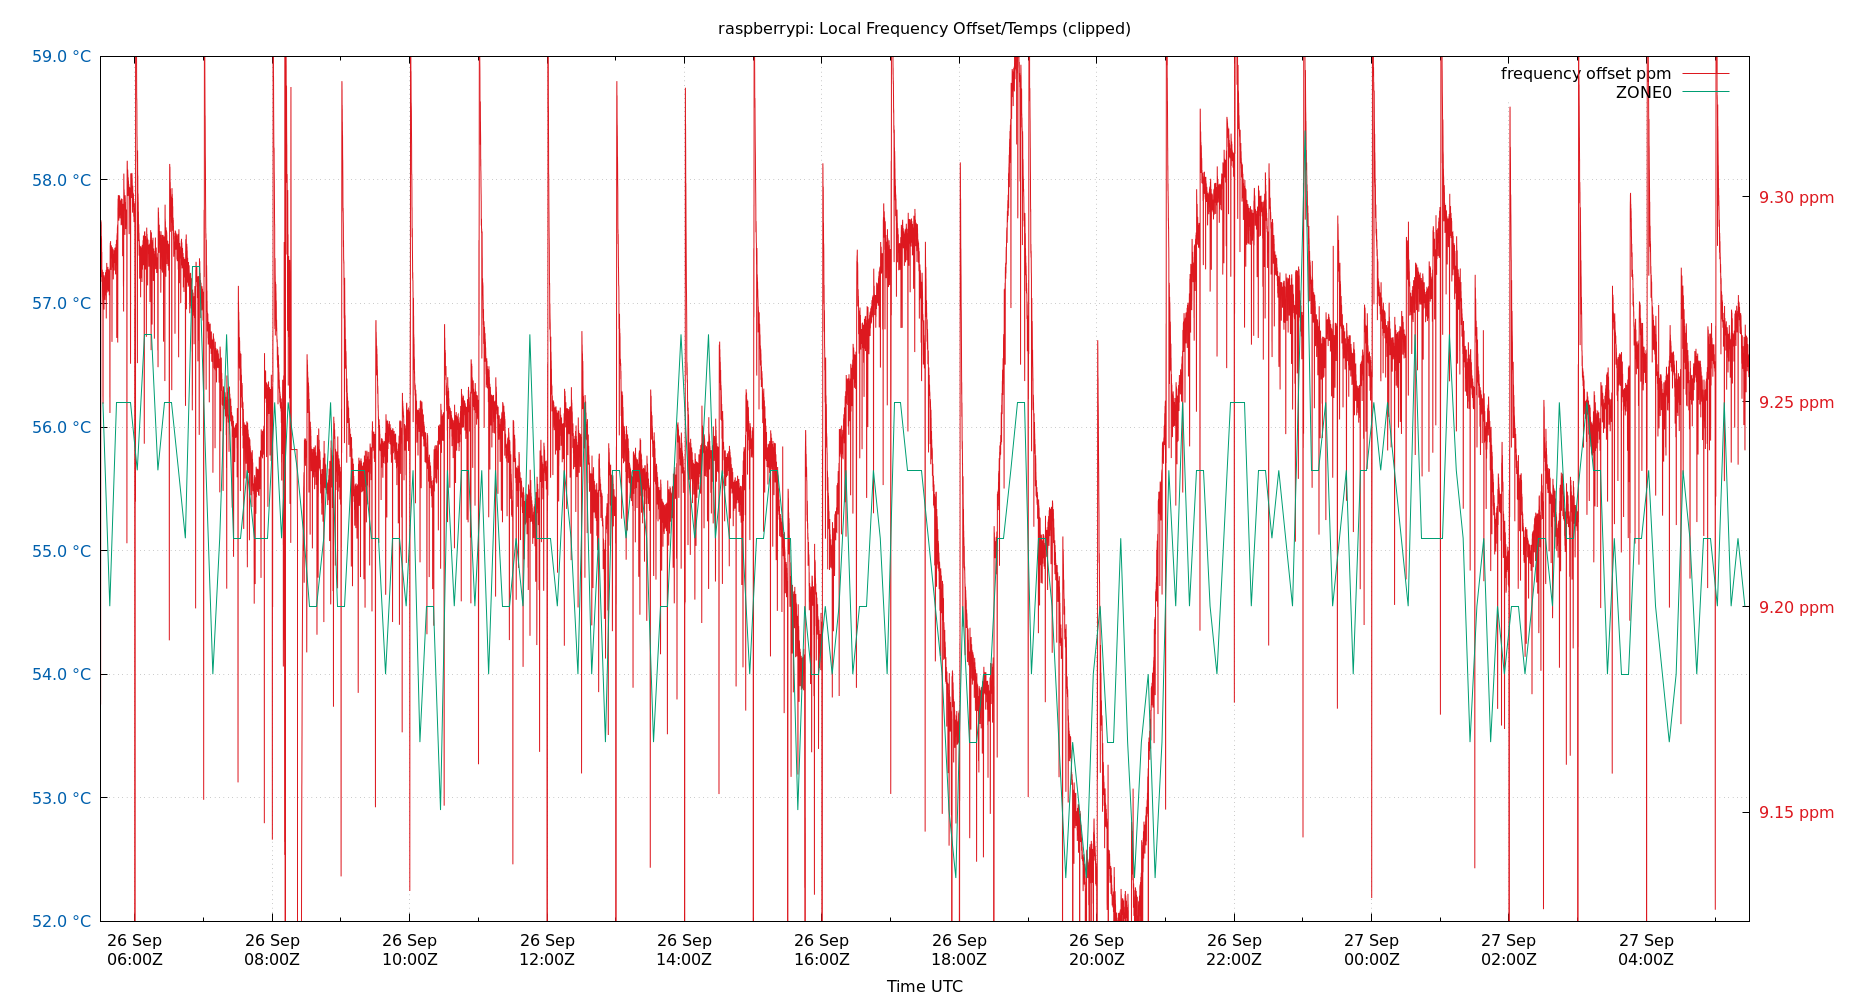 raspberrypi: Local Frequency Offset/Temps (clipped)
59.0 °C
58.0 °C
57.0 °C
56.0 °C
55.0 °C
54.0 °C
53.0 °C
52.0 °C
frequency offset ppm
ZONE0
9.30 ppm
9.25 ppm
9.20 ppm
9.15 ppm
26 Sep 26 Sep 26 Sep 26 Sep 26 Sep 26 Sep 26 Sep 26 Sep 26 Sep 27 Sep 27 Sep 27 Sep
06:00Z 08:00Z 10:00Z 12:00Z 14:00Z 16:00Z 18:00Z 20:00Z 22:00Z 00:00Z 02:00Z 04:00Z
Time UTC